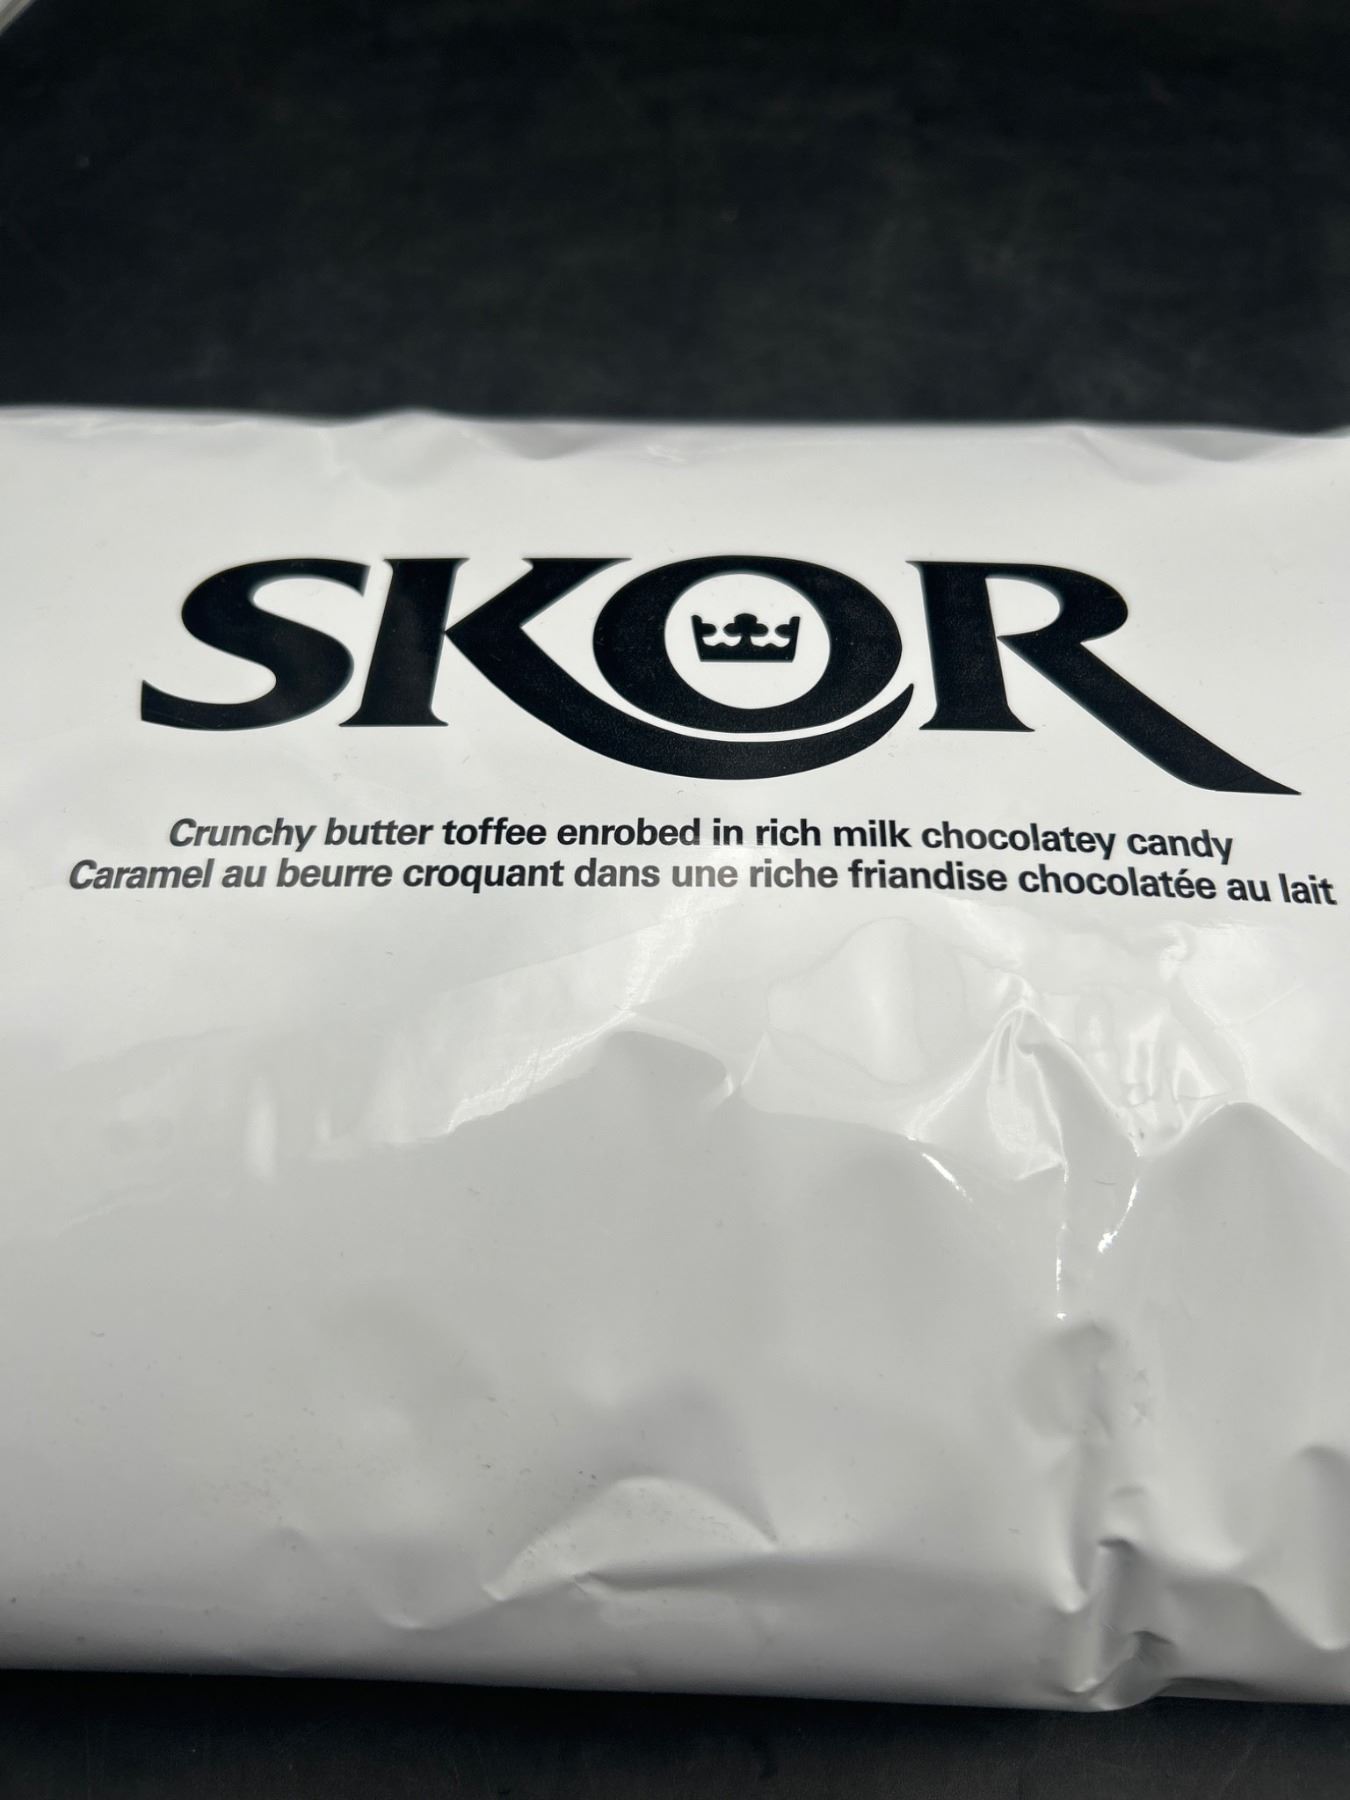 SKOR
Crunchy butter toffee enrobed in rich milk chocolatey candy
Caramel au beurre croquant dans une riche friandise chocolatée au lait